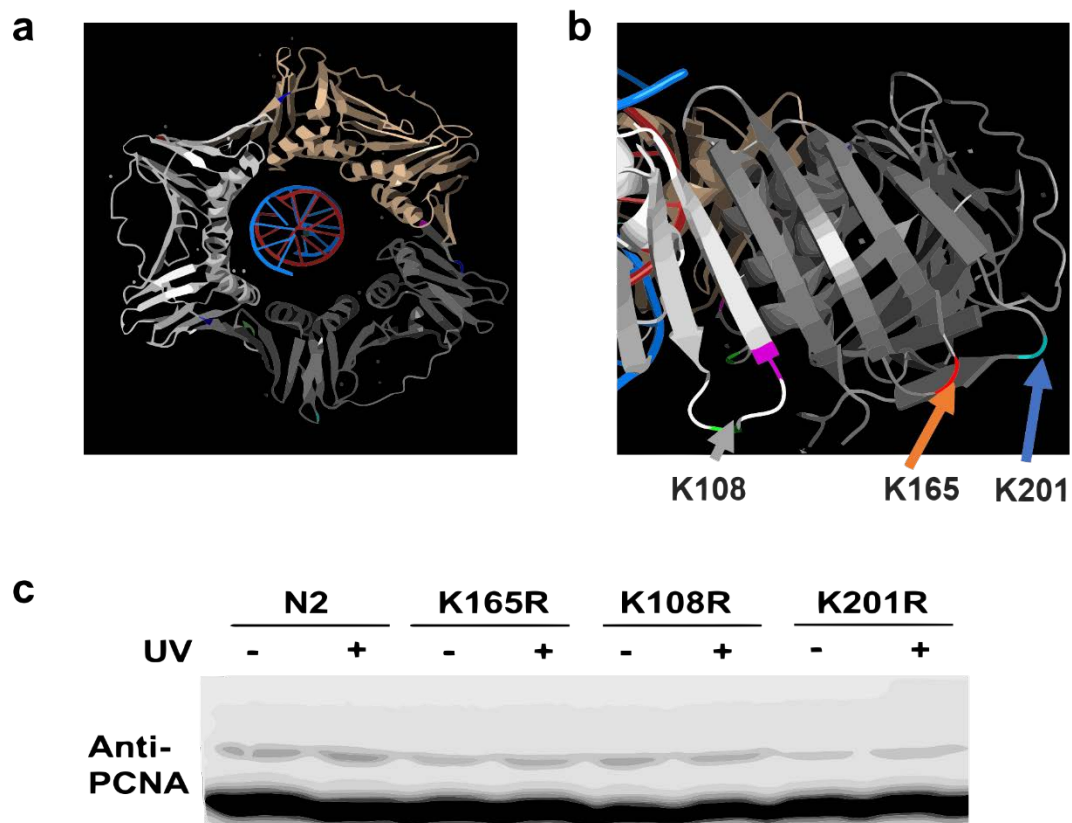 a
b
K108 K165 K201
c
N2 K165R K108R K201R
UV - + - + - + - +
Anti-
PCNA